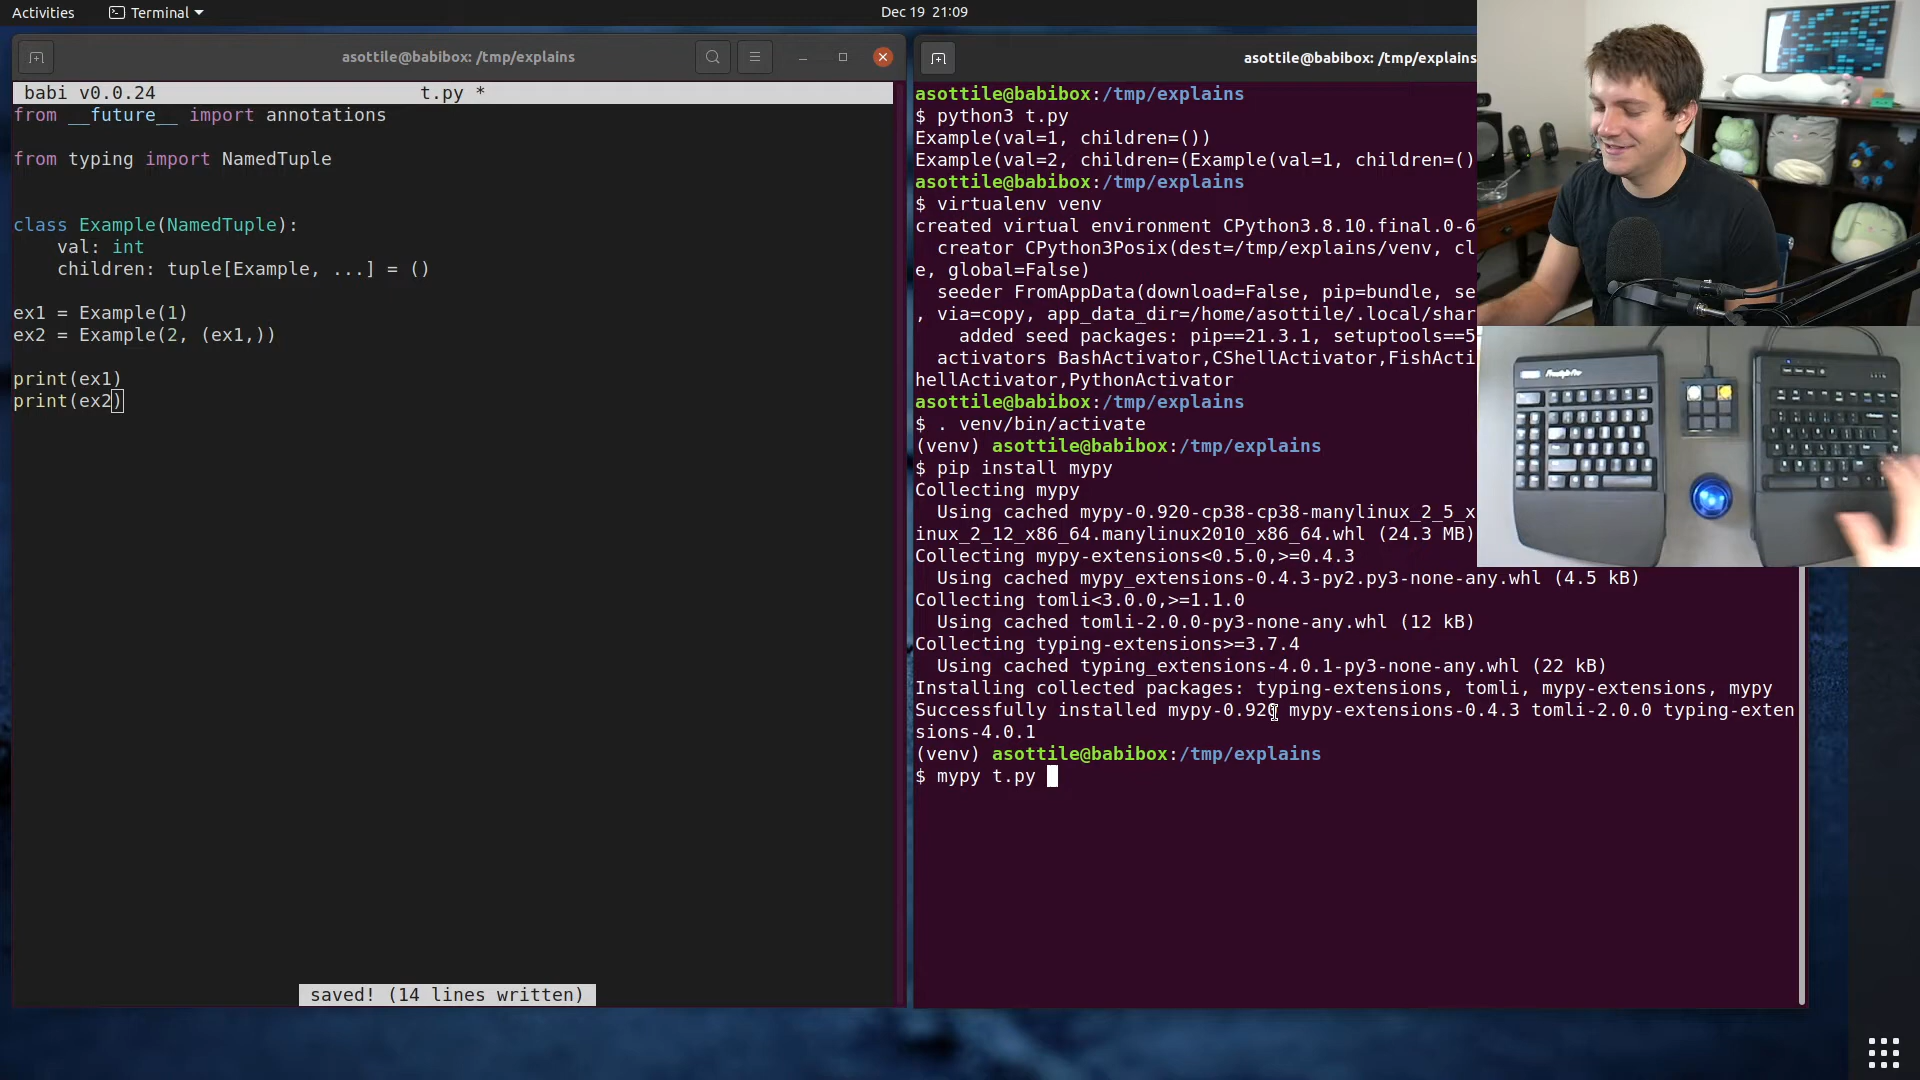 Activities
Terminal
Dec 19 21:09
asottile@babibox: /tmp/explains
babi v0.0.24 t.py *
from __future__ import annotations
from typing import NamedTuple
class Example(NamedTuple):
val: int
children: tuple[Example, ...] = ()
ex1 = Example(1)
ex2 = Example(2, (ex1,))
print(ex1)
print(ex2)
saved! (14 lines written)
asottile@babibox: /tmp/explains
asottile@babibox:/tmp/explains
$ python3 t.py
Example(val=1, children=())
Example(val=2, children=(Example(val=1, children=()
asottile@babibox:/tmp/explains
$ virtualenv venv
created virtual environment CPython3.8.10.final.0-6
creator CPython3Posix(dest=/tmp/explains/venv, cl
e, global=False)
seeder FromAppData(download=False, pip=bundle, se
, via=copy, app_data_dir=/home/asottile/.local/shar
added seed packages: pip==21.3.1, setuptools==5
activators BashActivator,CShellActivator,FishActi
hellActivator,PythonActivator
asottile@babibox:/tmp/explains
$ . venv/bin/activate
(venv) asottile@babibox:/tmp/explains
$ pip install mypy
Collecting mypy
Using cached mypy-0.920-cp38-cp38-manylinux_2_5_x
inux_2_12_x86_64.manylinux2010_x86_64.whl (24.3 MB)
Collecting mypy-extensions<0.5.0,>=0.4.3
Using cached mypy_extensions-0.4.3-py2.py3-none-any.whl (4.5 kB)
Collecting tomli<3.0.0,>=1.1.0
Using cached tomli-2.0.0-py3-none-any.whl (12 kB)
Collecting typing-extensions>=3.7.4
Using cached typing_extensions-4.0.1-py3-none-any.whl (22 kB)
Installing collected packages: typing-extensions, tomli, mypy-extensions, mypy
Successfully installed mypy-0.920 mypy-extensions-0.4.3 tomli-2.0.0 typing-exten
sions-4.0.1
(venv) asottile@babibox:/tmp/explains
$ mypy t.py